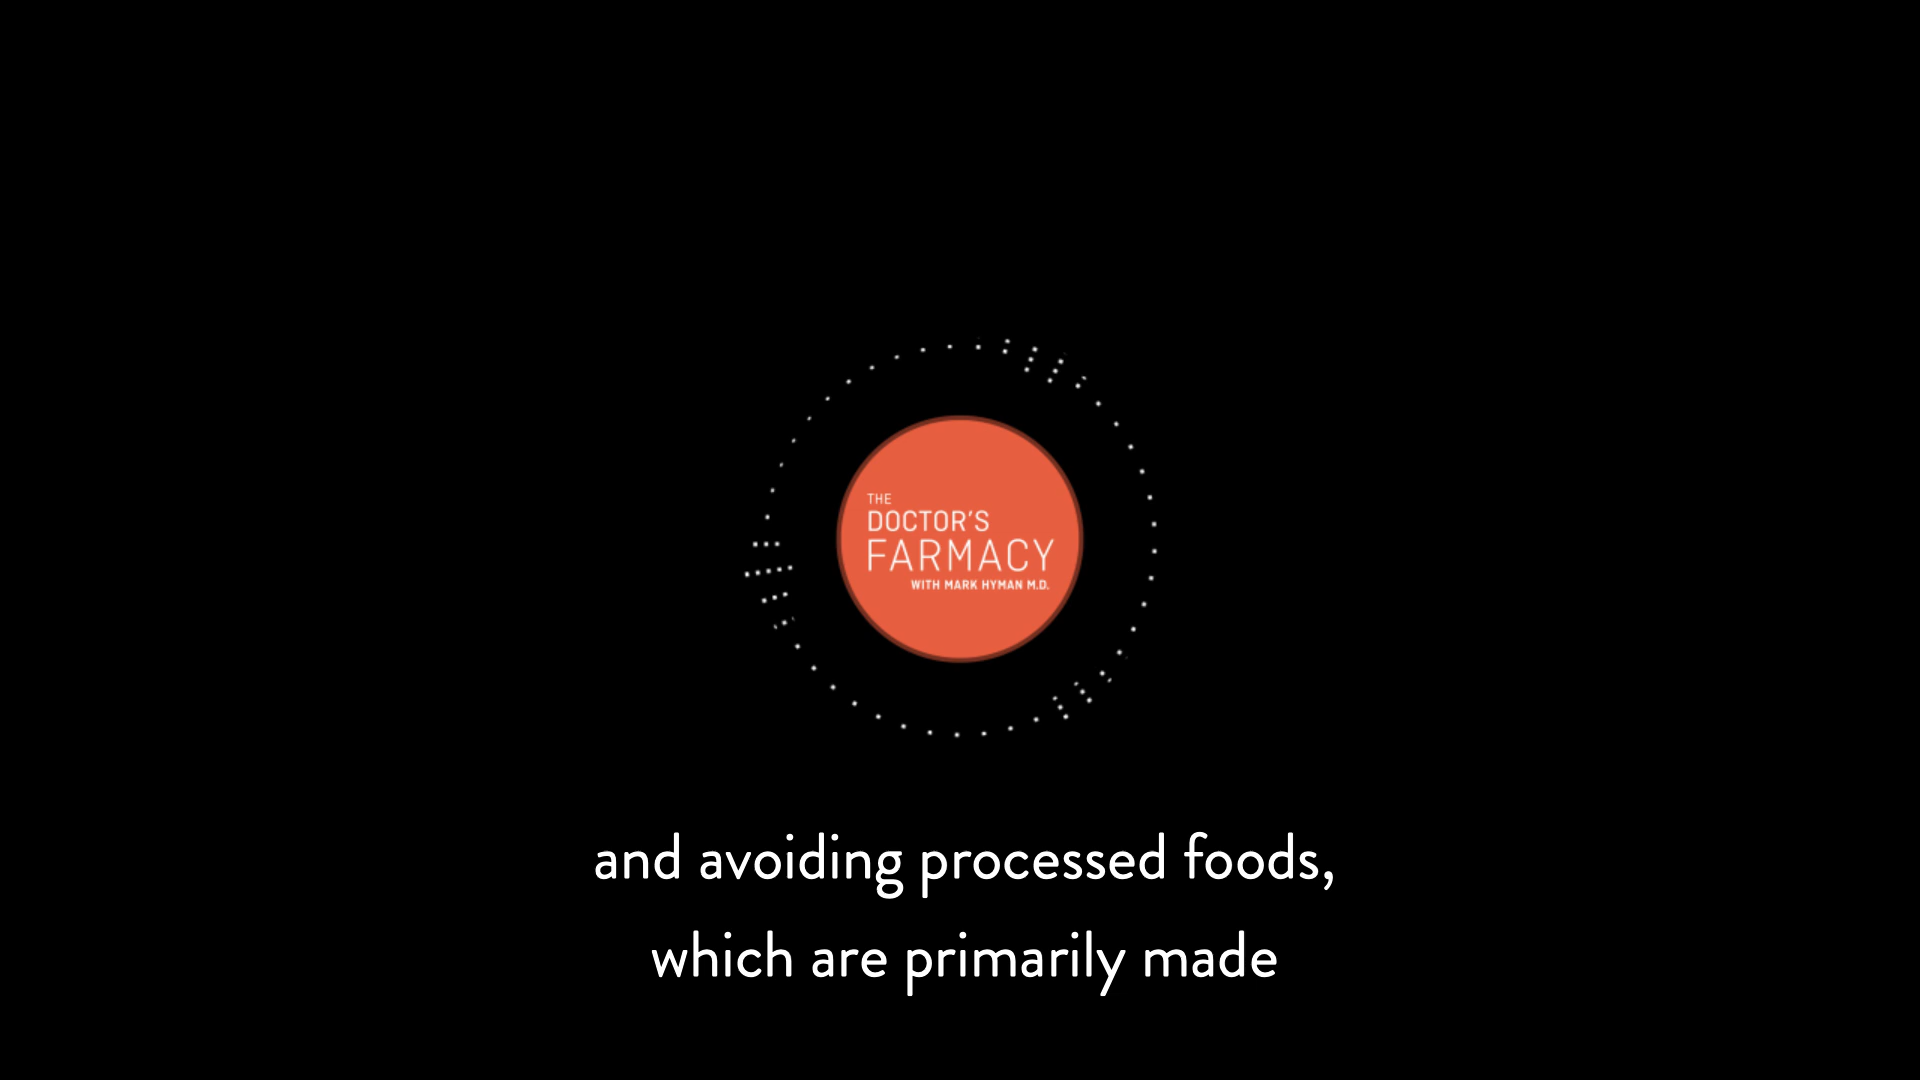 THE
DOCTOR'S
FARMACY
WITH MARK HYMAN M.D.
and avoiding processed foods,
which are primarily made